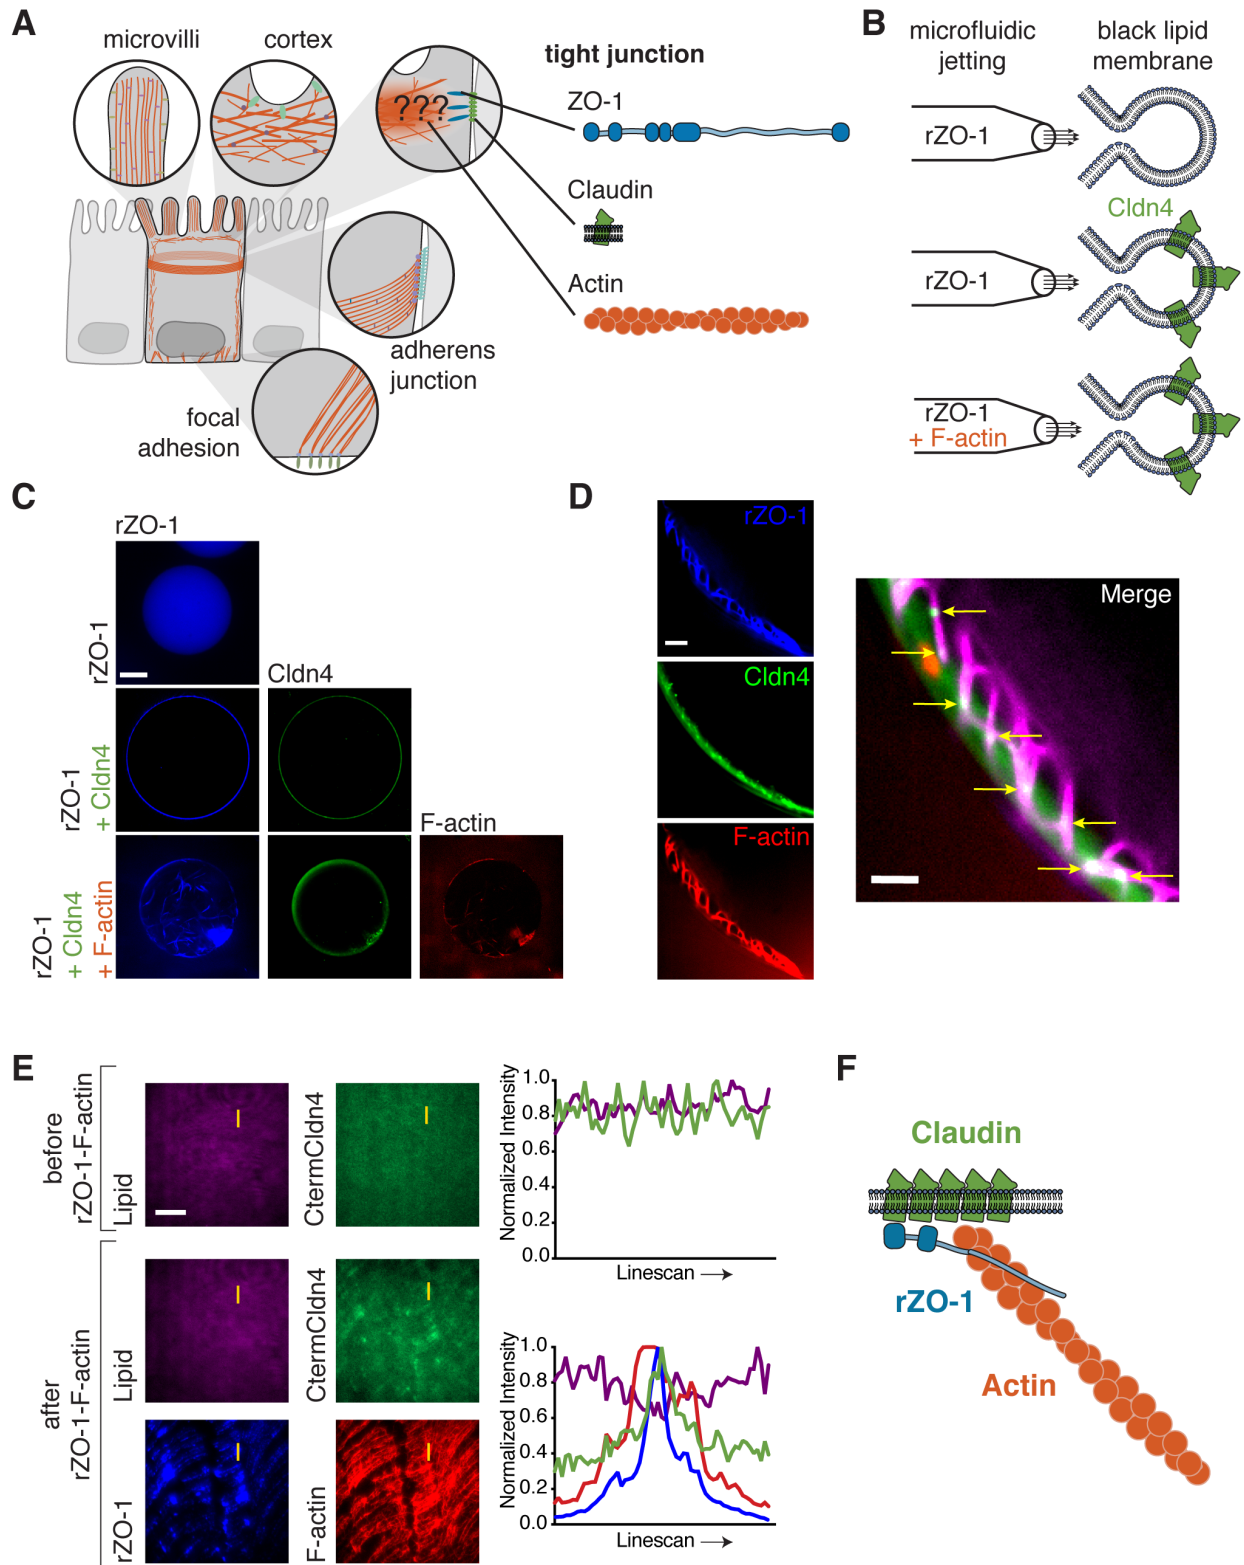 A
microvilli
cortex
???
tight junction
ZO-1
Claudin
Actin
adherens
junction
focal
adhesion
B
microfluidic
jetting
black lipid
membrane
rZO-1
Cldn4
rZO-1
rZO-1
+ F-actin
C
rZO-1
rZO-1
Cldn4
rZO-1
+ Cldn4
F-actin
rZO-1
+ Cldn4
+ F-actin
D
rZO-1
Cldn4
F-actin
Merge
E
before
rZO-1-F-actin
Lipid
CtermCldn4
Normalized Intensity
1.0
0.8
0.6
0.4
0.2
0.0
Linescan
after
rZO-1-F-actin
Lipid
CtermCldn4
rZO-1
F-actin
Normalized Intensity
1.0
0.8
0.6
0.4
0.2
0.0
Linescan
F
Claudin
rZO-1
Actin